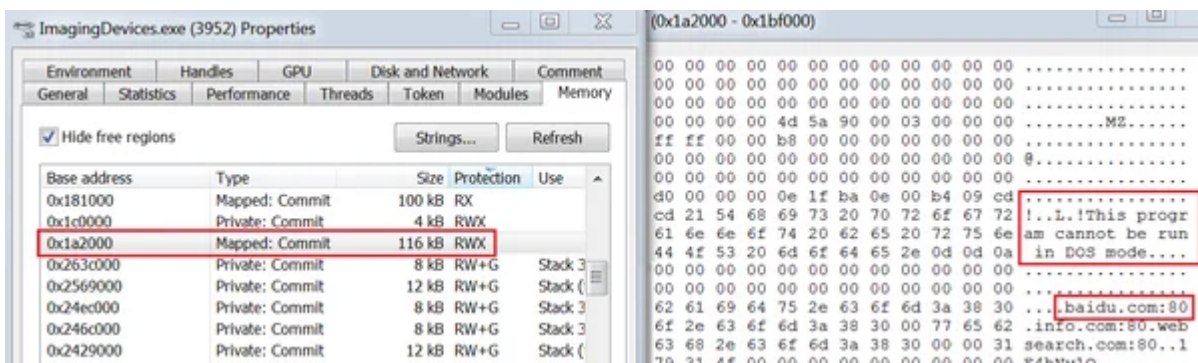 ImagingDevices.exe (3952) Properties
Environment Handles GPU Disk and Network Comment
General Statistics Performance Threads Token Modules Memory
Hide free regions Strings... Refresh
Base address Type Size Protection Use
0x181000 Mapped: Commit 100 kB RX
0x1c0000 Private: Commit 4 kB RWX
0x1a2000 Mapped: Commit 116 kB RWX
0x263c000 Private: Commit 8 kB RW+G Stack 3
0x2569000 Private: Commit 12 kB RW+G Stack (
0x24ec000 Private: Commit 8 kB RW+G Stack 3
0x246c000 Private: Commit 8 kB RW+G Stack 3
0x2429000 Private: Commit 12 kB RW+G Stack (
(0x1a2000 - 0x1bf000)
00 00 00 00 00 00 00 00 00 00 00 00 ................
00 00 00 00 00 00 00 00 00 00 00 00 ................
00 00 00 00 00 00 00 00 00 00 00 00 ................
00 00 00 00 4d 5a 90 00 03 00 00 00 ........MZ......
ff ff 00 00 b8 00 00 00 00 00 00 00 ................
00 00 00 00 00 00 00 00 00 00 00 00 @...............
00 00 00 00 00 00 00 00 00 00 00 00 ................
d0 00 00 00 0e 1f ba 0e 00 b4 09 cd ................
cd 21 54 68 69 73 20 70 72 6f 67 72 !..L.!This progr
61 6e 6e 6f 74 20 62 65 20 72 75 6e am cannot be run
44 4f 53 20 6d 6f 64 65 2e 0d 0d 0a in DOS mode....
00 00 00 00 00 00 00 00 00 00 00 00 ................
00 00 00 00 00 00 00 00 00 00 00 00 ................
62 61 69 64 75 2e 63 6f 6d 3a 38 30 ....baidu.com:80
6f 2e 63 6f 6d 3a 38 30 00 77 65 62 .info.com:80.web
63 68 2e 63 6f 6d 3a 38 30 00 00 31 search.com:80..1